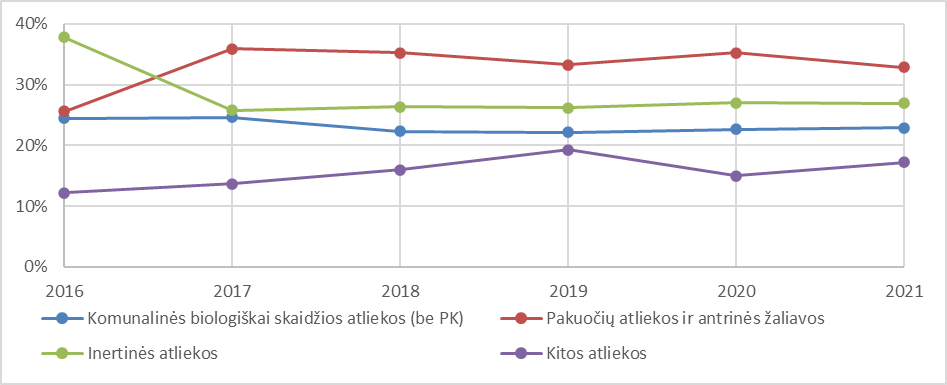 40%
30%
20%
10%
0%
2016 2017 2018 2019 2020 2021
Komunalinės biologiškai skaidžios atliekos (be PK) Pakuočių atliekos ir antrinės žaliavos
Inertinės atliekos Kitos atliekos